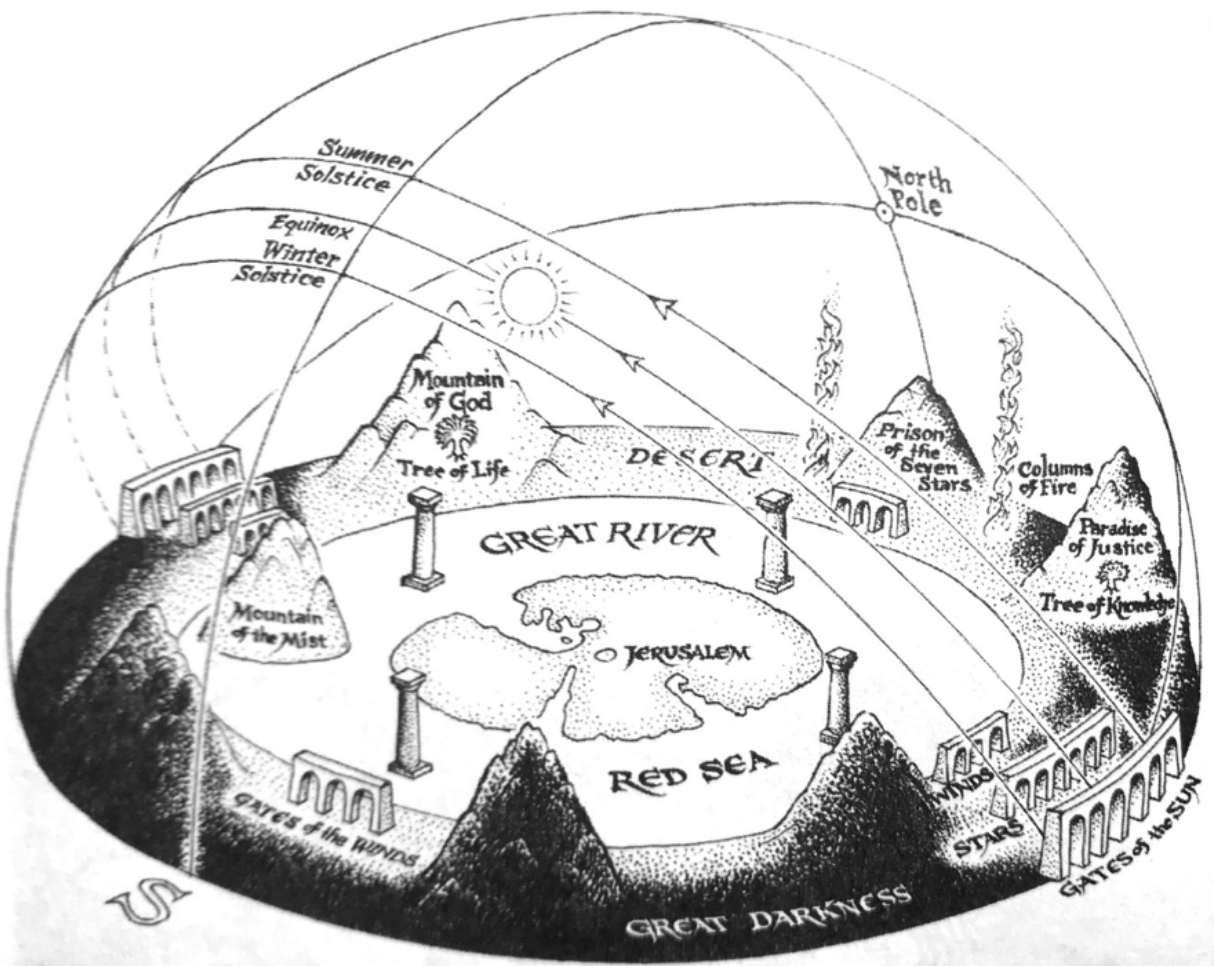 Summer
Solstice
Equinox
Winter
Solstice
North
Pole
Mountain
of God
Tree of Life
DESERT
Prison
of the
Seven
Stars
Columns
of Fire
Paradise
of Justice
Tree of Knowledge
GREAT RIVER
Mountain
of the Mist
JERUSALEM
RED SEA
GATES of the WINDS
WINDS
STARS
GATES of the SUN
GREAT DARKNESS
S